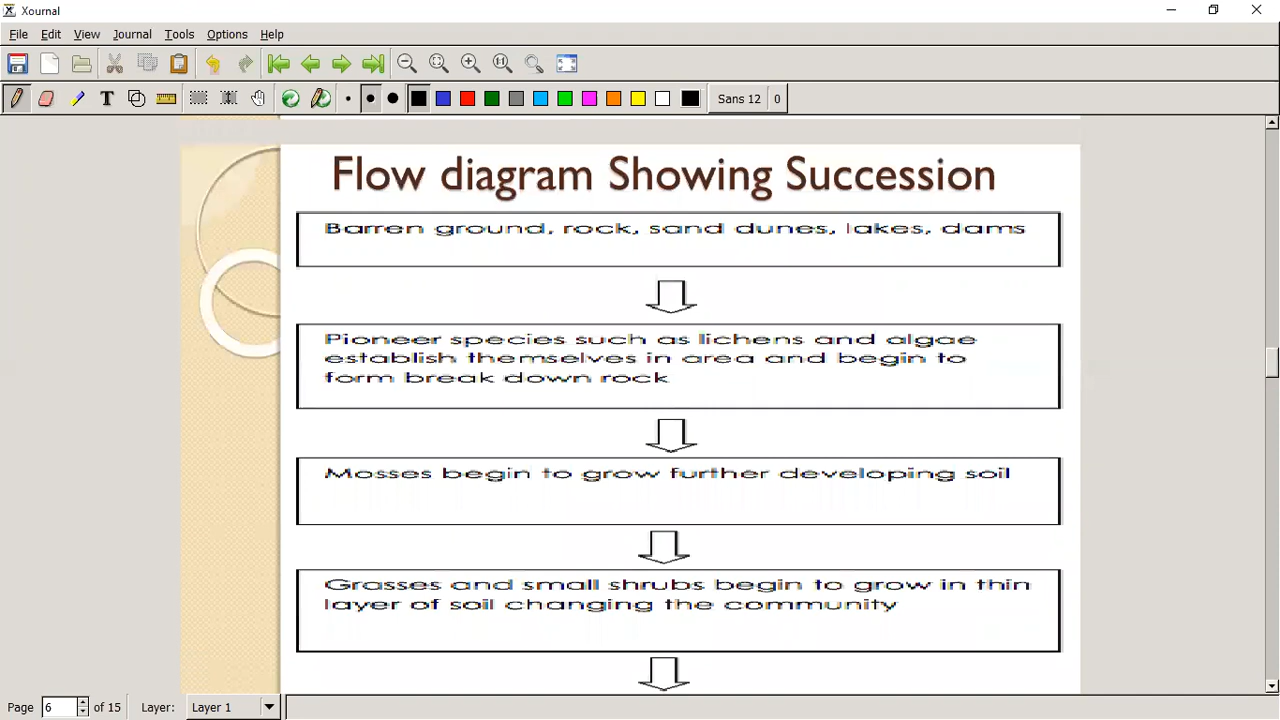 Xournal
File Edit View Journal Tools Options Help
Sans 12 0
Flow diagram Showing Succession
Barren ground, rock, sand dunes, lakes, dams
Pioneer species such as lichens and algae
establish themselves in area and begin to
form break down rock
Mosses begin to grow further developing soil
Grasses and small shrubs begin to grow in thin
layer of soil changing the community
Page 6 of 15 Layer: Layer 1